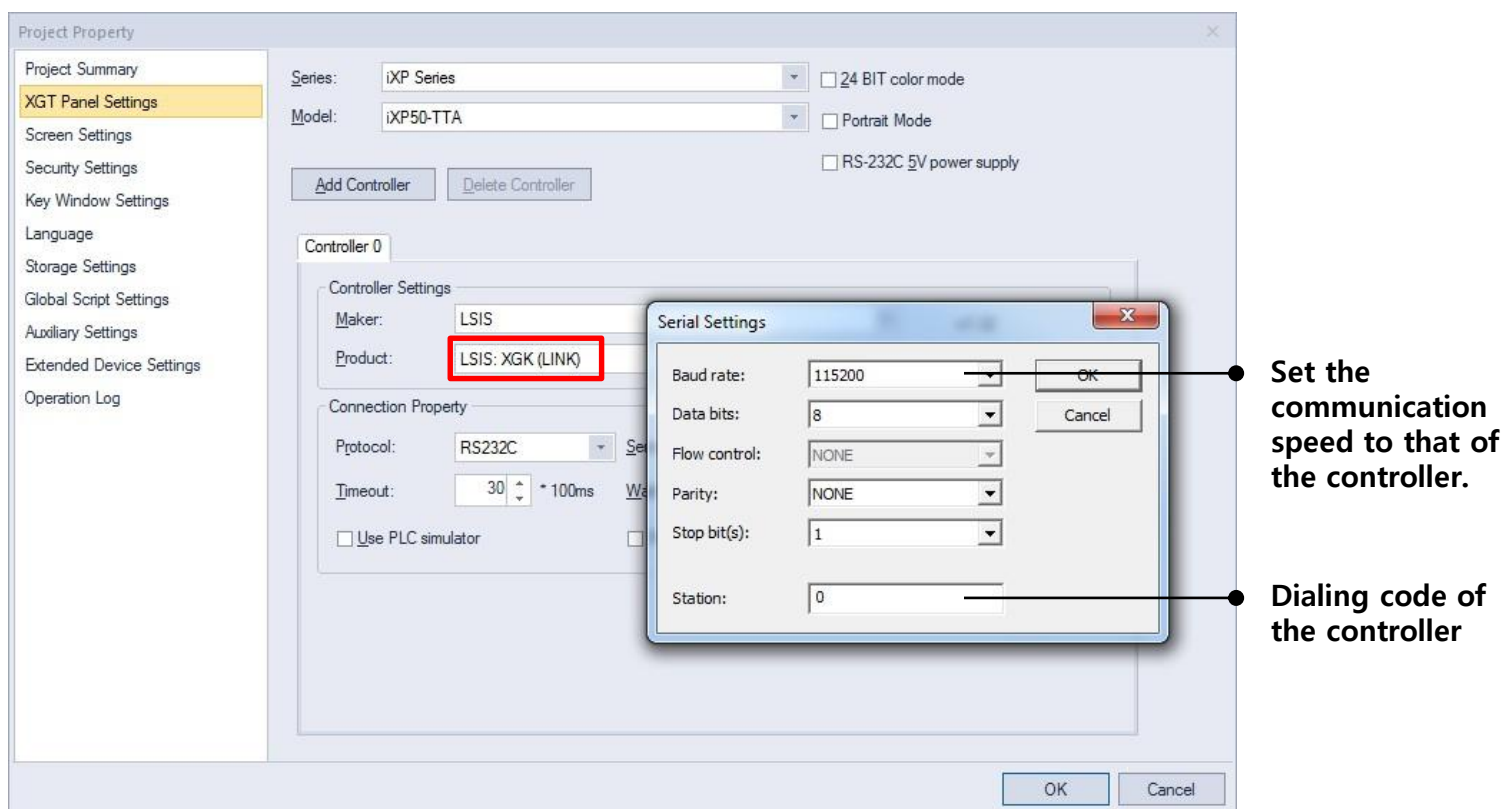 Project Property
Project Summary
XGT Panel Settings
Screen Settings
Security Settings
Key Window Settings
Language
Storage Settings
Global Script Settings
Auxiliary Settings
Extended Device Settings
Operation Log
Series: iXP Series
24 BIT color mode
Model: iXP50-TTA
Portrait Mode
RS-232C 5V power supply
Add Controller Delete Controller
Controller 0
Controller Settings
Maker: LSIS
Product: LSIS: XGK (LINK)
Connection Property
Protocol: RS232C
Timeout: 30 * 100ms
Use PLC simulator
Serial Settings
Baud rate: 115200 OK
Data bits: 8 Cancel
Flow control: NONE
Parity: NONE
Stop bit(s): 1
Station: 0
Set the
communication
speed to that of
the controller.
Dialing code of
the controller
OK Cancel